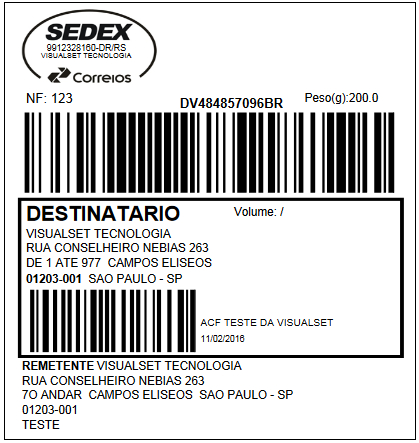 SEDEX
9912328160-DR/RS
VISUALSET TECNOLOGIA
Correios
NF: 123
DV484857096BR
Peso(g):200.0
DESTINATARIO
Volume: /
VISUALSET TECNOLOGIA
RUA CONSELHEIRO NEBIAS 263
DE 1 ATE 977 CAMPOS ELISEOS
01203-001 SAO PAULO - SP
ACF TESTE DA VISUALSET
11/02/2016
REMETENTE VISUALSET TECNOLOGIA
RUA CONSELHEIRO NEBIAS 263
7O ANDAR CAMPOS ELISEOS SAO PAULO - SP
01203-001
TESTE